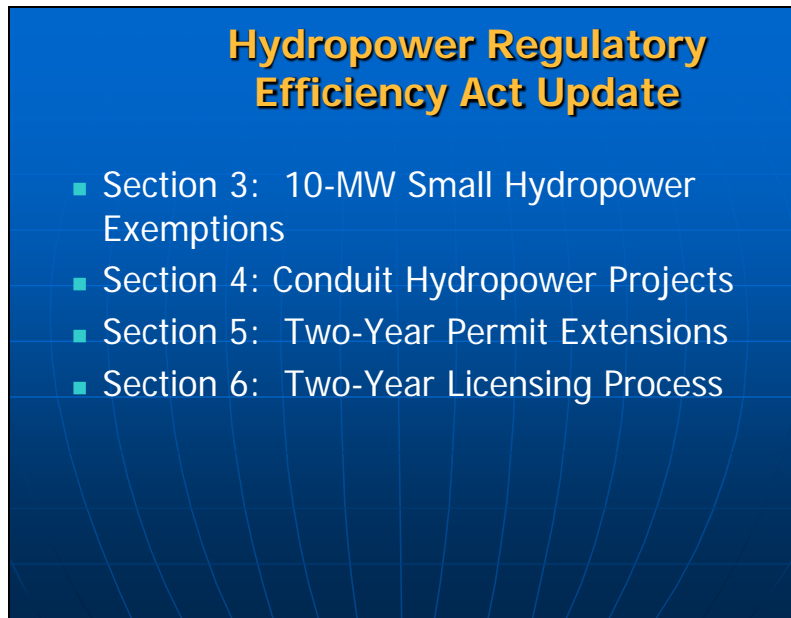 Hydropower Regulatory
Efficiency Act Update
Section 3:  10-MW Small Hydropower
Exemptions
Section 4: Conduit Hydropower Projects
Section 5:  Two-Year Permit Extensions
Section 6:  Two-Year Licensing Process